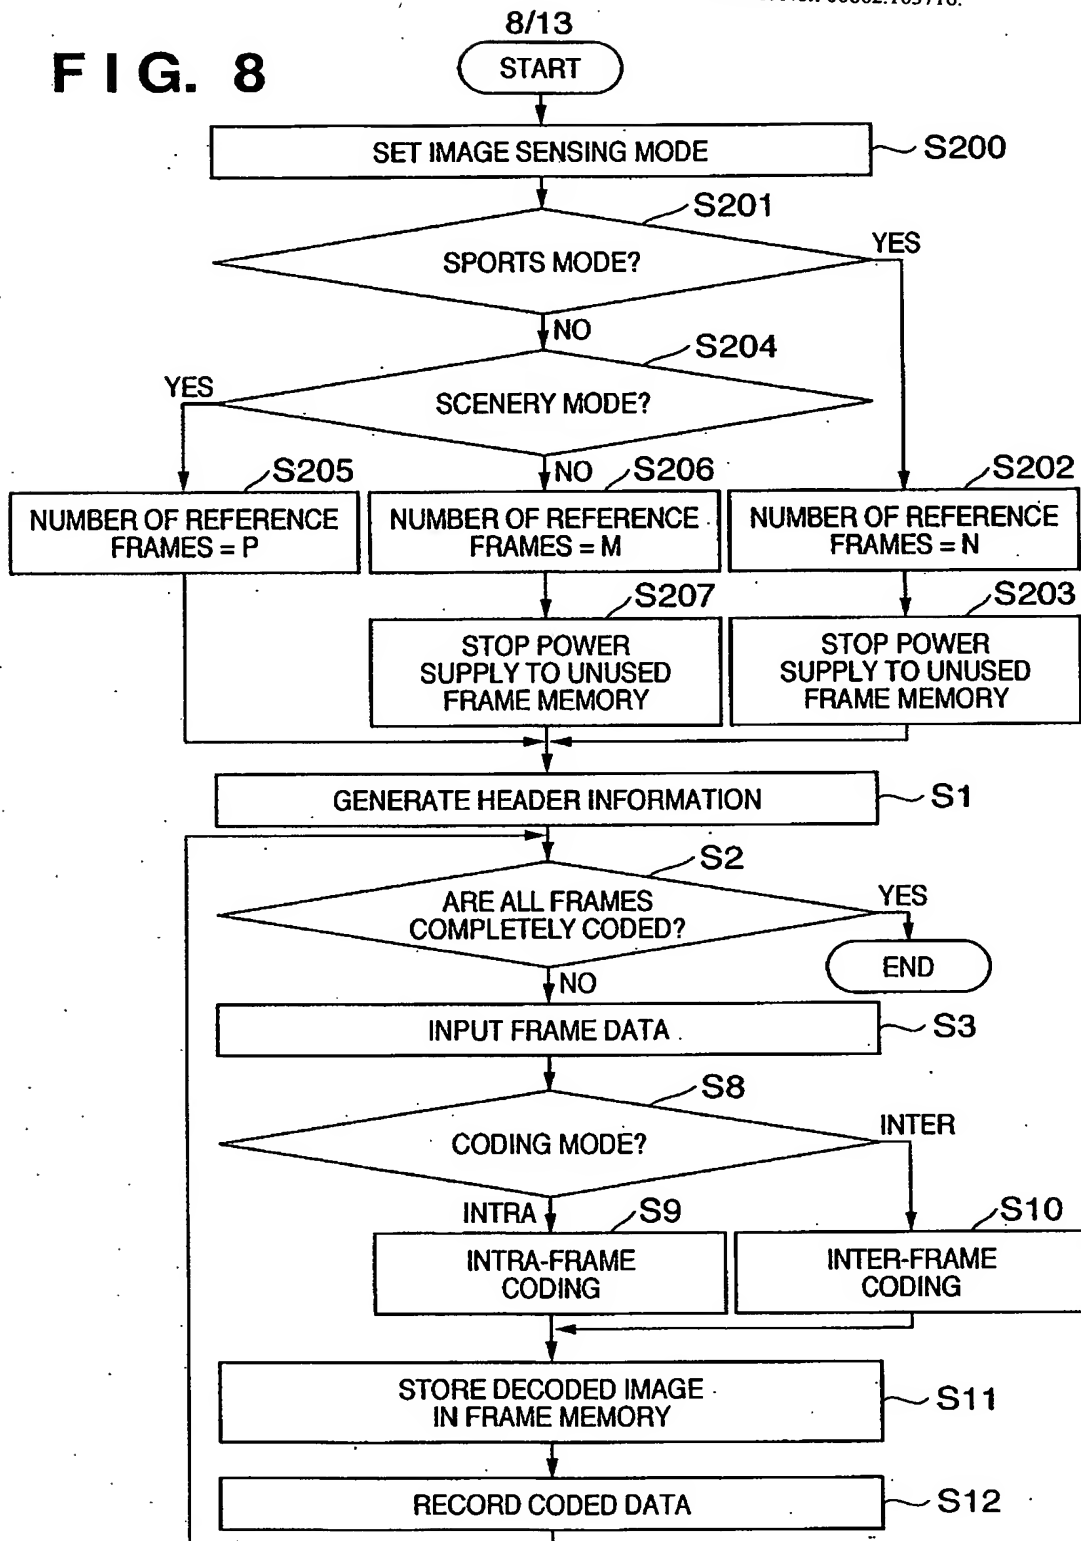 8/13
FIG. 8
START
SET IMAGE SENSING MODE
S200
S201
SPORTS MODE?
YES
NO
S204
YES
SCENERY MODE?
NO
S205
S206
S202
NUMBER OF REFERENCE
FRAMES = P
NUMBER OF REFERENCE
FRAMES = M
NUMBER OF REFERENCE
FRAMES = N
S207
S203
STOP POWER
SUPPLY TO UNUSED
FRAME MEMORY
STOP POWER
SUPPLY TO UNUSED
FRAME MEMORY
GENERATE HEADER INFORMATION
S1
S2
ARE ALL FRAMES
COMPLETELY CODED?
YES
END
NO
INPUT FRAME DATA
S3
S8
CODING MODE?
INTER
INTRA
S9
S10
INTRA-FRAME
CODING
INTER-FRAME
CODING
STORE DECODED IMAGE
IN FRAME MEMORY
S11
RECORD CODED DATA
S12